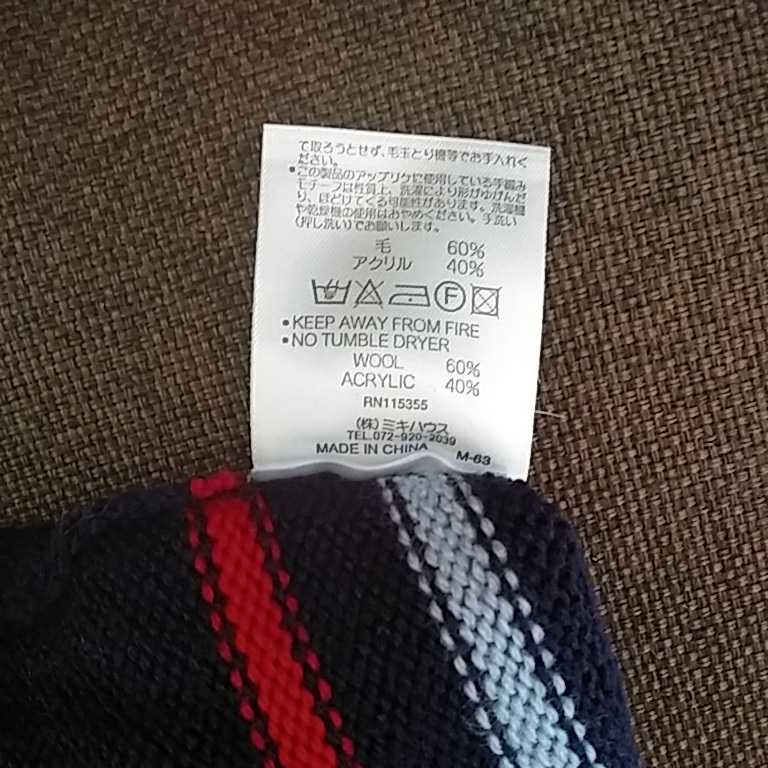 て取ろうとせず、毛玉とり機等でお手入れく
ださい。
•この製品のアップリケに使用している手編み
モチーフは性質上、洗濯により形がゆがんだ
り、ほどけてくる可能性があります。洗濯機
や乾燥機の使用はおやめください。手洗い
(押し洗い)でお願いします。
毛 60%
アクリル 40%
F
•KEEP AWAY FROM FIRE
•NO TUMBLE DRYER
WOOL 60%
ACRYLIC 40%
RN115355
(株)ミキハウス
TEL.072-920-2039
MADE IN CHINA M-63